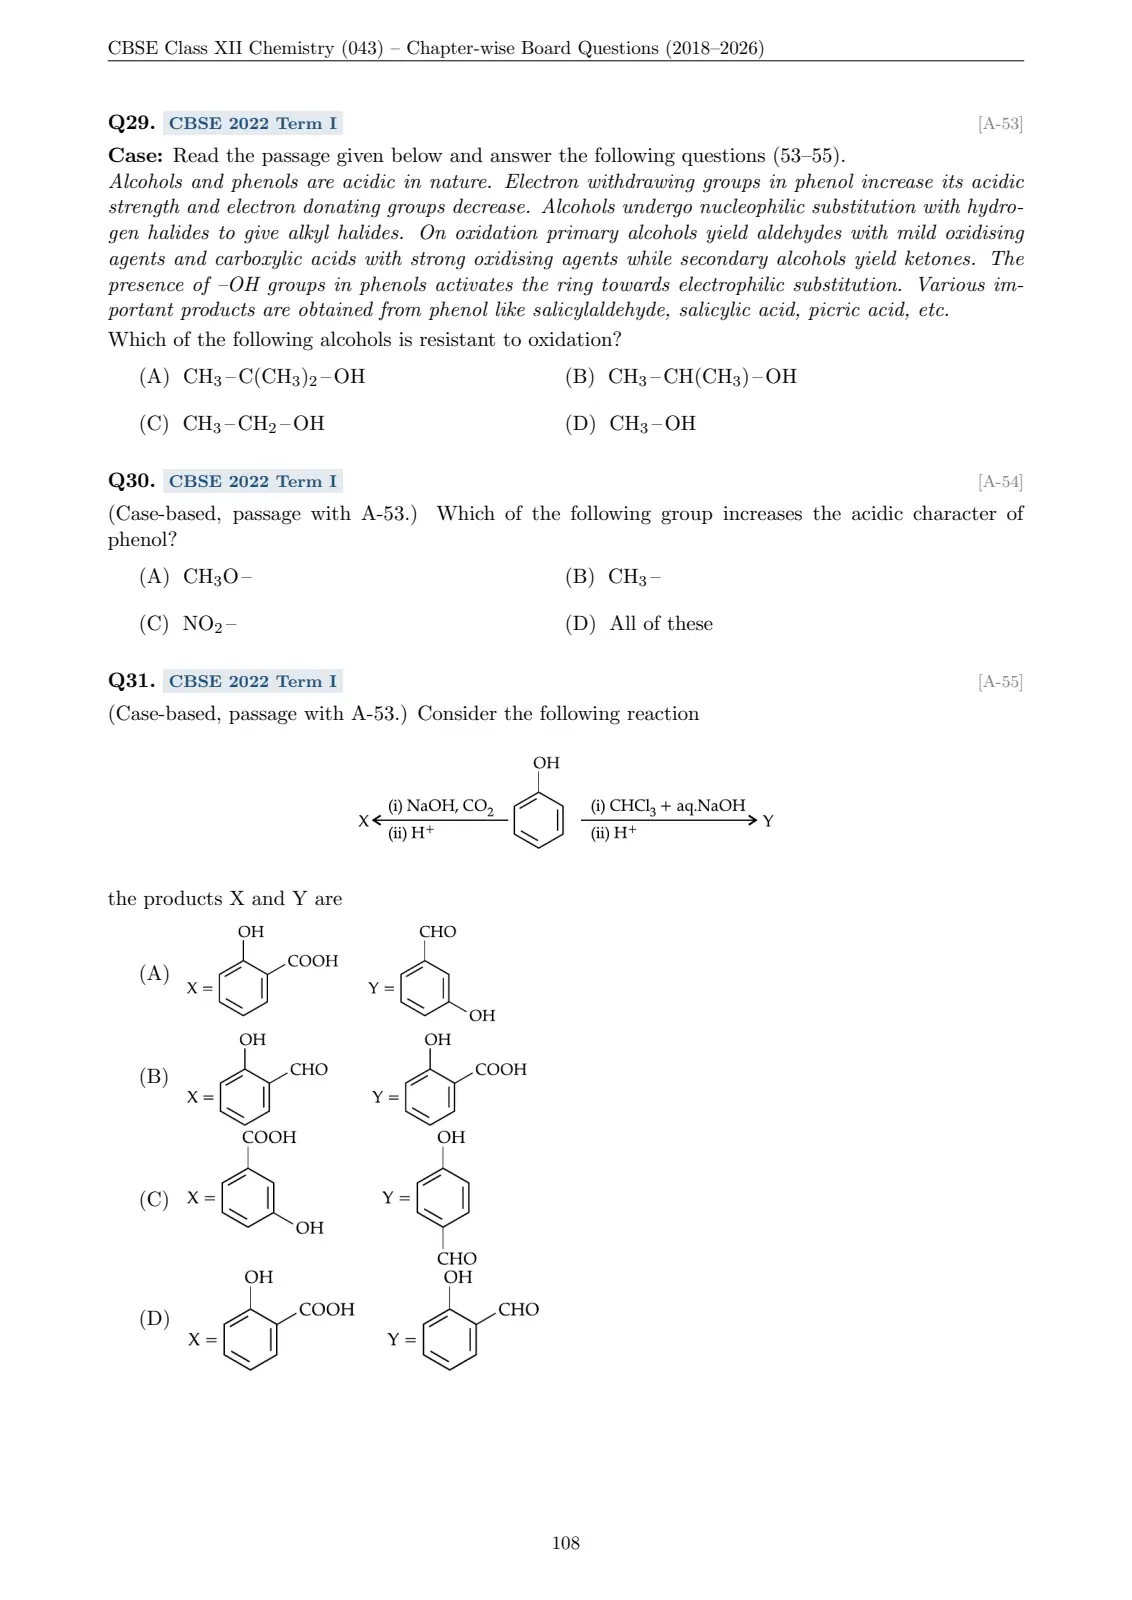 CBSE Class XII Chemistry (043) – Chapter-wise Board Questions (2018–2026)
Q29. CBSE 2022 Term I [A-53]
Case: Read the passage given below and answer the following questions (53–55).
Alcohols and phenols are acidic in nature. Electron withdrawing groups in phenol increase its acidic
strength and electron donating groups decrease. Alcohols undergo nucleophilic substitution with hydro-
gen halides to give alkyl halides. On oxidation primary alcohols yield aldehydes with mild oxidising
agents and carboxylic acids with strong oxidising agents while secondary alcohols yield ketones. The
presence of –OH groups in phenols activates the ring towards electrophilic substitution. Various im-
portant products are obtained from phenol like salicylaldehyde, salicylic acid, picric acid, etc.
Which of the following alcohols is resistant to oxidation?
(A) CH₃–C(CH₃)₂–OH (B) CH₃–CH(CH₃)–OH
(C) CH₃–CH₂–OH (D) CH₃–OH
Q30. CBSE 2022 Term I [A-54]
(Case-based, passage with A-53.) Which of the following group increases the acidic character of
phenol?
(A) CH₃O– (B) CH₃–
(C) NO₂– (D) All of these
Q31. CBSE 2022 Term I [A-55]
(Case-based, passage with A-53.) Consider the following reaction
OH
(i) NaOH, CO₂ (i) CHCl₃ + aq.NaOH
X Y
(ii) H⁺ (ii) H⁺
the products X and Y are
OH CHO
COOH
(A) X = Y =
OH
OH OH
CHO COOH
(B) X = Y =
COOH OH
(C) X = Y =
OH
CHO
OH OH
COOH CHO
(D) X = Y =
108